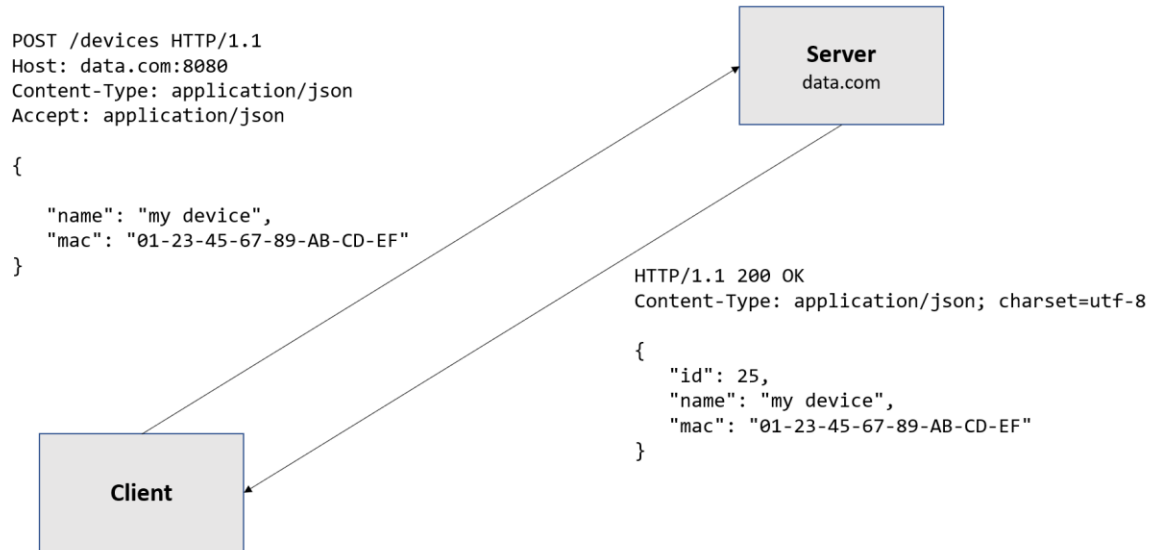 POST /devices HTTP/1.1
Host: data.com:8080
Content-Type: application/json
Accept: application/json
{
"name": "my device",
"mac": "01-23-45-67-89-AB-CD-EF"
}
Server
data.com
HTTP/1.1 200 OK
Content-Type: application/json; charset=utf-8
{
"id": 25,
"name": "my device",
"mac": "01-23-45-67-89-AB-CD-EF"
}
Client